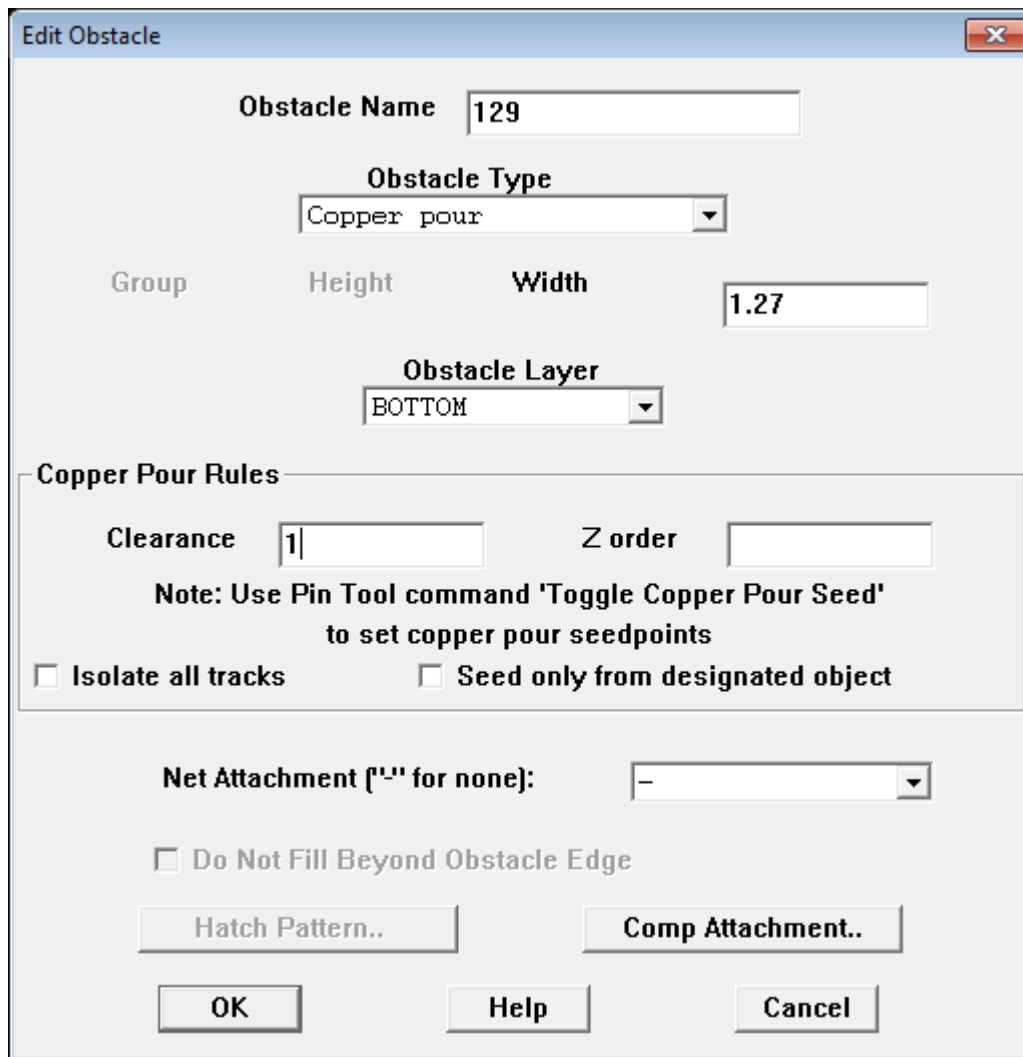 Edit Obstacle
Obstacle Name 129
Obstacle Type
Copper pour
Group Height Width 1.27
Obstacle Layer
BOTTOM
Copper Pour Rules
Clearance 1 Z order
Note: Use Pin Tool command 'Toggle Copper Pour Seed'
to set copper pour seedpoints
Isolate all tracks Seed only from designated object
Net Attachment ("-" for none): -
Do Not Fill Beyond Obstacle Edge
Hatch Pattern.. Comp Attachment..
OK Help Cancel